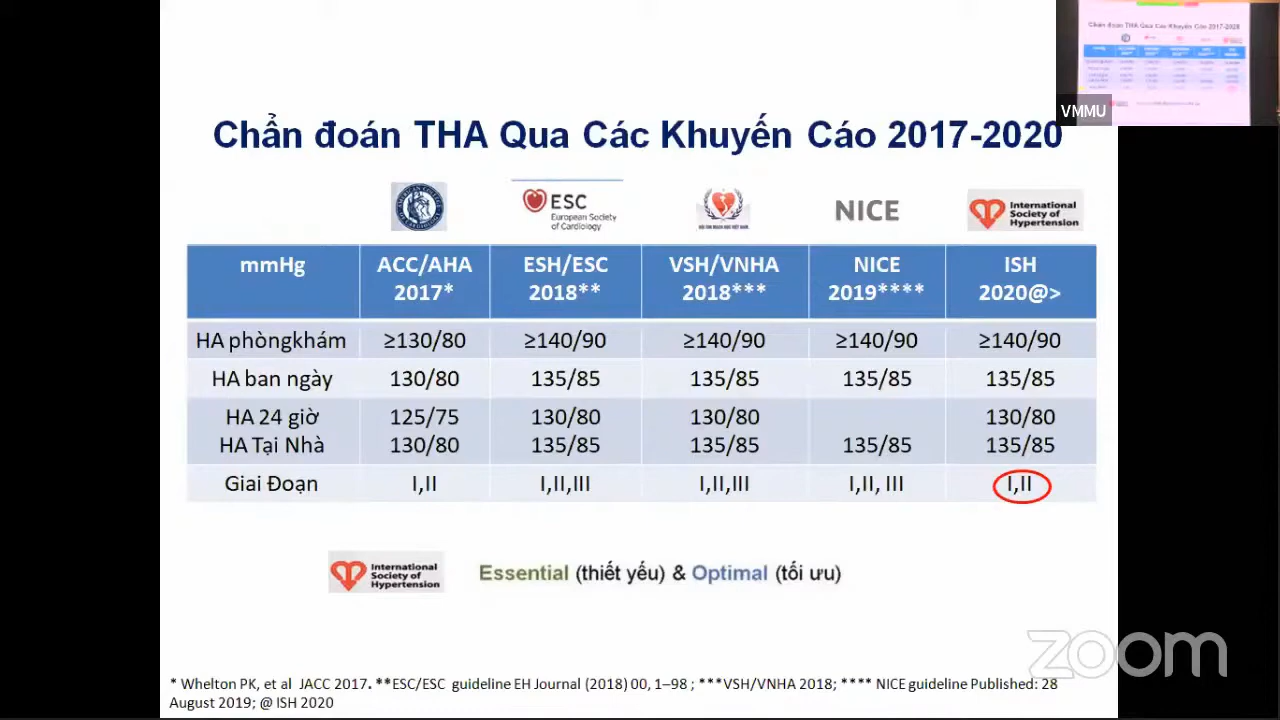 VMMU
Chẩn đoán THA Qua Các Khuyến Cáo 2017-2020
ESC
European Society
of Cardiology
NICE
International
Society of
Hypertension
mmHg ACC/AHA 2017* ESH/ESC 2018** VSH/VNHA 2018*** NICE 2019**** ISH 2020@>
HA phòngkhám ≥130/80 ≥140/90 ≥140/90 ≥140/90 ≥140/90
HA ban ngày 130/80 135/85 135/85 135/85 135/85
HA 24 giờ 125/75 130/80 130/80 130/80
HA Tại Nhà 130/80 135/85 135/85 135/85 135/85
Giai Đoạn I,II I,II,III I,II,III I,II, III I,II
International
Society of
Hypertension
Essential (thiết yếu) & Optimal (tối ưu)
zoom
* Whelton PK, et al JACC 2017. **ESC/ESC guideline EH Journal (2018) 00, 1–98 ; ***VSH/VNHA 2018; **** NICE guideline Published: 28
August 2019; @ ISH 2020